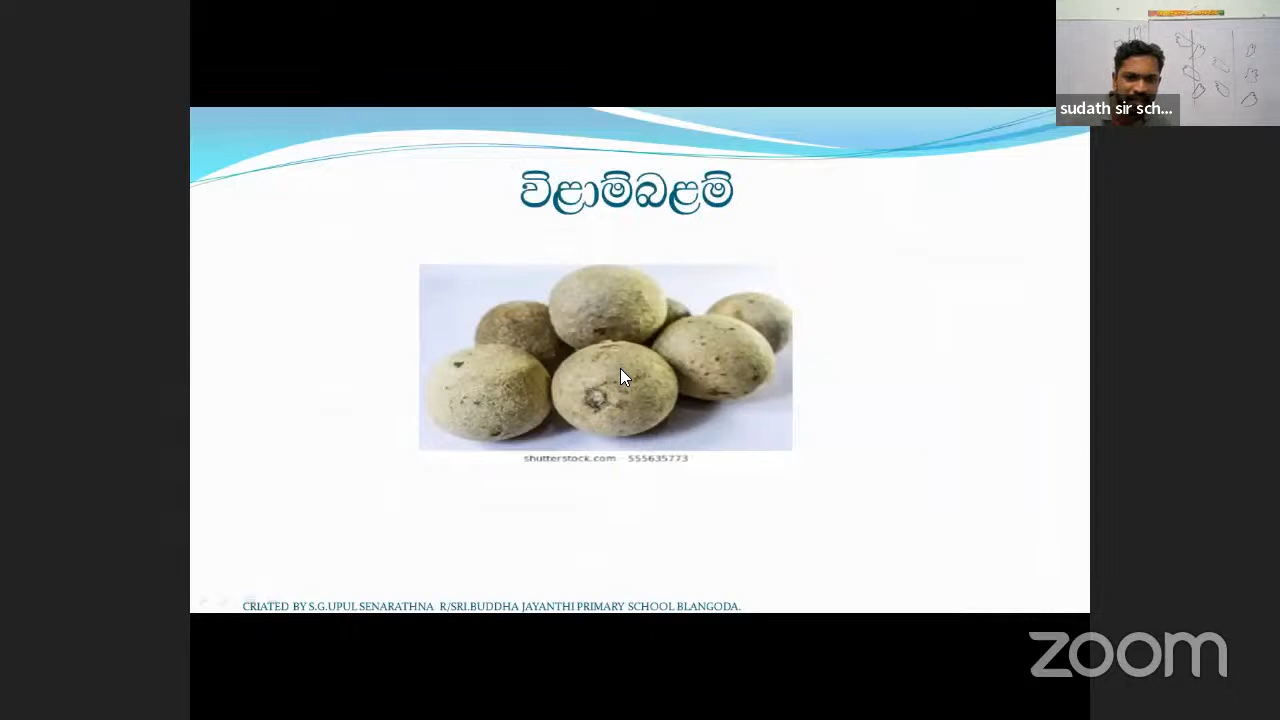 sudath sir sch...
විළාම්බළම්
shutterstock.com 555635773
CRIATED BY S.G.UPUL SENARATHNA R/SRI.BUDDHA JAYANTHI PRIMARY SCHOOL BLANGODA.
zoom